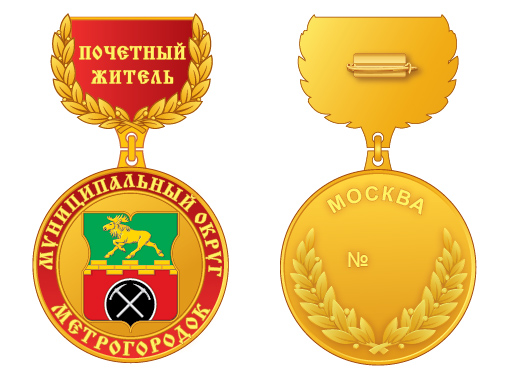 ПОЧЕТНЫЙ
ЖИТЕЛЬ
МУНИЦИПАЛЬНЫЙ ОКРУГ
МЕТРОГОРОДОК
МОСКВА
№